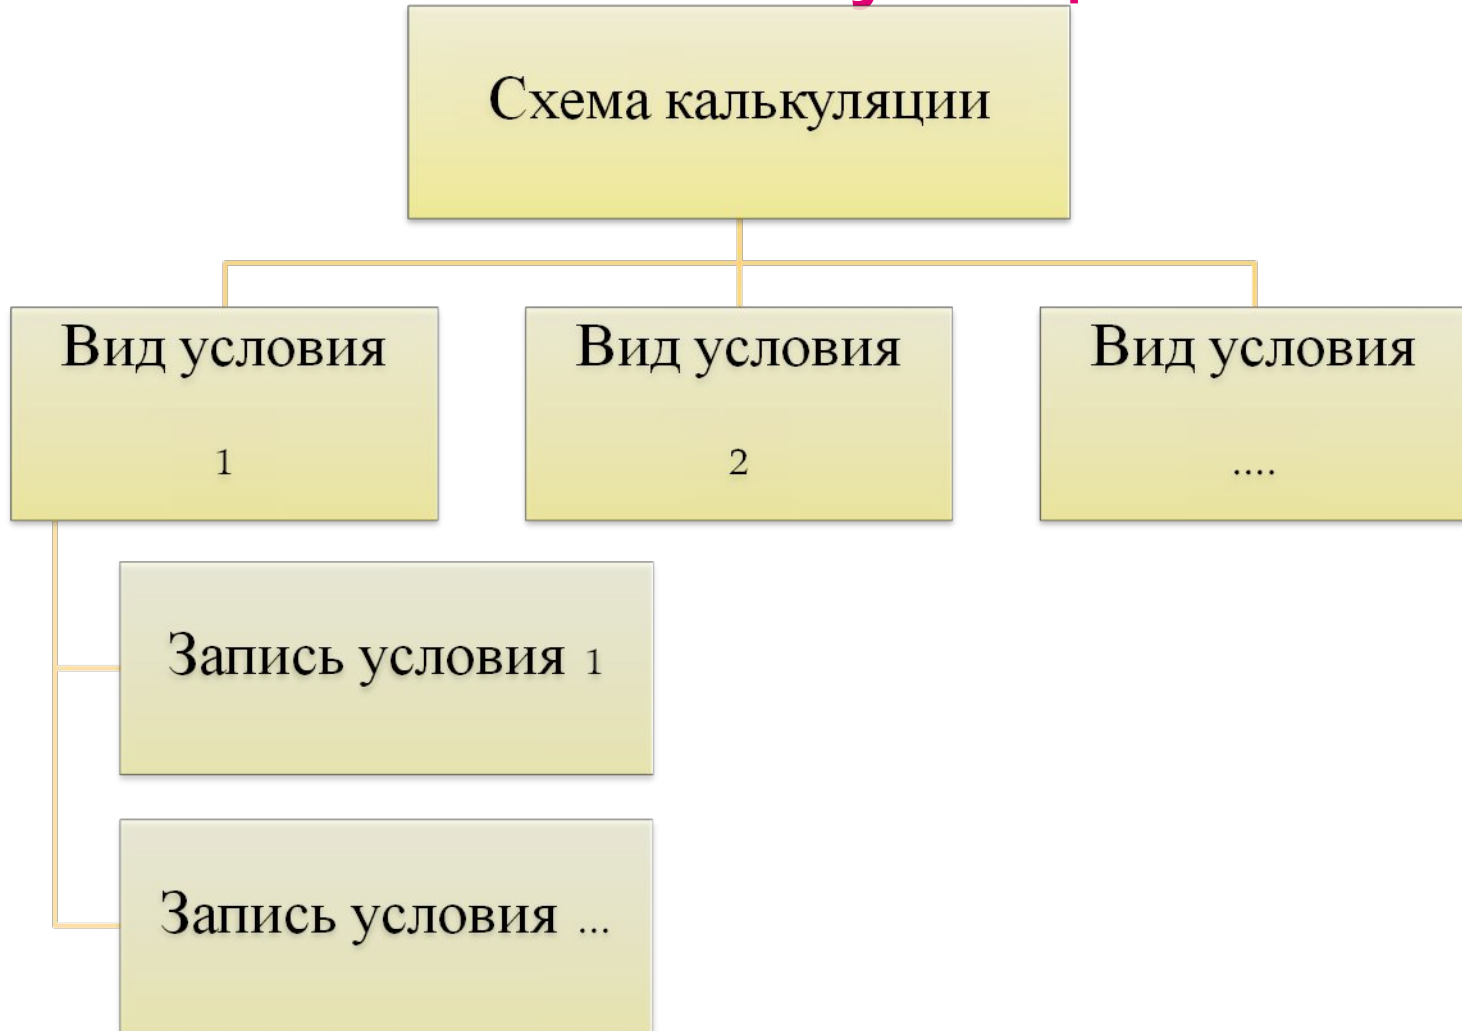 Схема калькуляции
Вид условия
1
Вид условия
2
Вид условия
....
Запись условия 1
Запись условия ...